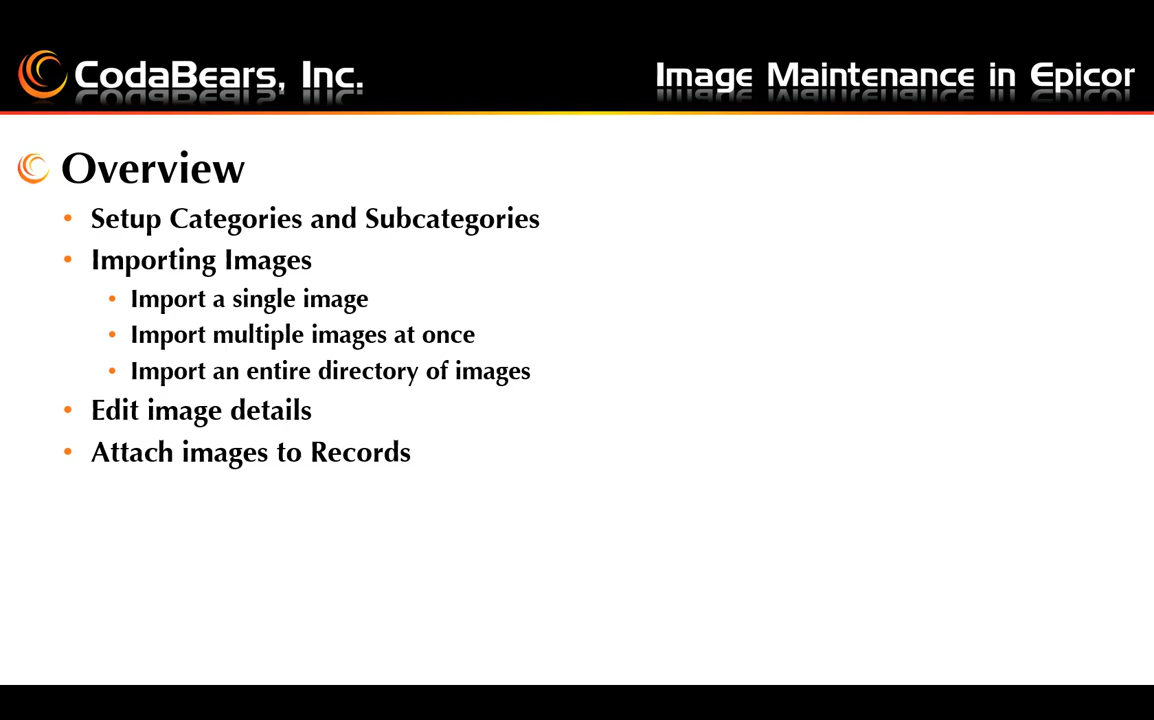 CodaBears, Inc.
Image Maintenance in Epicor
Overview
• Setup Categories and Subcategories
• Importing Images
• Import a single image
• Import multiple images at once
• Import an entire directory of images
• Edit image details
• Attach images to Records